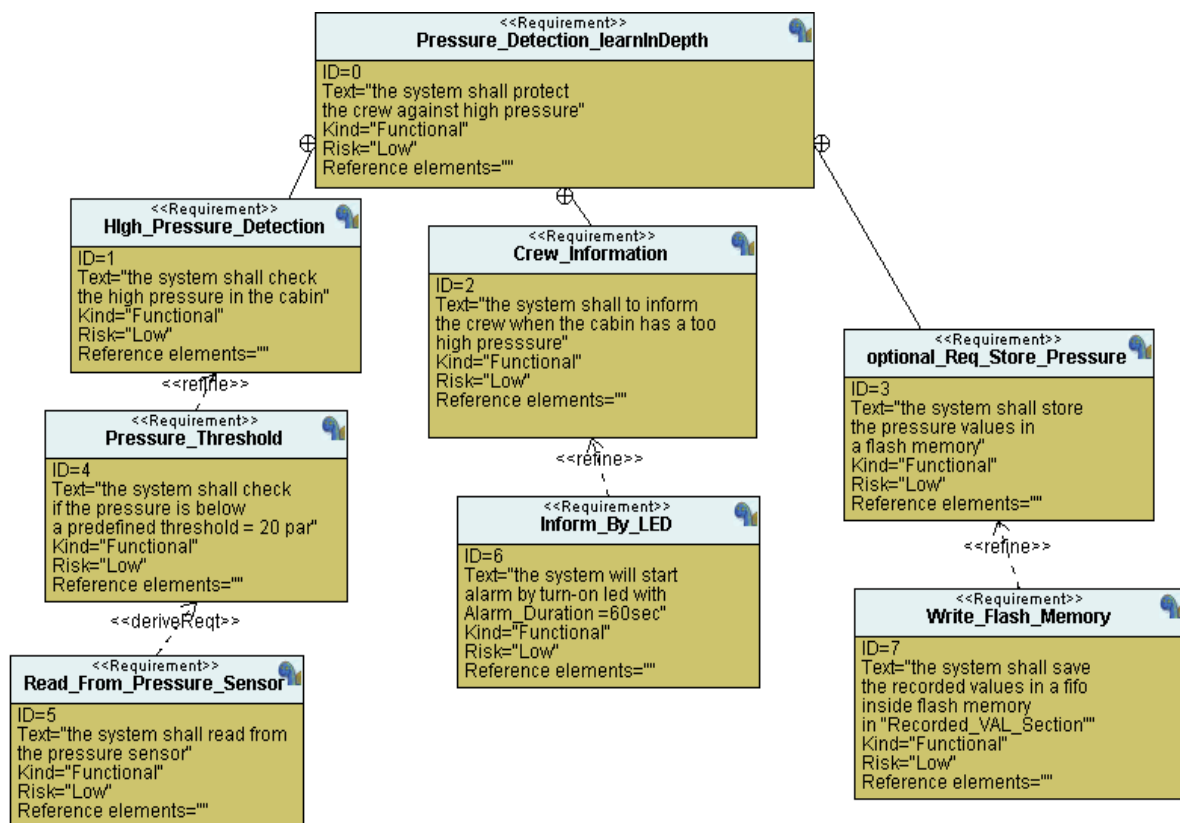 <<Requirement>>
Pressure_Detection_learnInDepth
ID=0
Text="the system shall protect
the crew against high pressure"
Kind="Functional"
Risk="Low"
Reference elements=""
<<Requirement>>
HIgh_Pressure_Detection
ID=1
Text="the system shall check
the high pressure in the cabin"
Kind="Functional"
Risk="Low"
Reference elements=""
<<refine>>
<<Requirement>>
Pressure_Threshold
ID=4
Text="the system shall check
if the pressure is below
a predefined threshold = 20 par"
Kind="Functional"
Risk="Low"
Reference elements=""
<<deriveReqt>>
<<Requirement>>
Read_From_Pressure_Sensor
ID=5
Text="the system shall read from
the pressure sensor"
Kind="Functional"
Risk="Low"
Reference elements=""
<<Requirement>>
Crew_Information
ID=2
Text="the system shall to inform
the crew when the cabin has a too
high presssure"
Kind="Functional"
Risk="Low"
Reference elements=""
<<refine>>
<<Requirement>>
Inform_By_LED
ID=6
Text="the system will start
alarm by turn-on led with
Alarm_Duration =60sec"
Kind="Functional"
Risk="Low"
Reference elements=""
<<Requirement>>
optional_Req_Store_Pressure
ID=3
Text="the system shall store
the pressure values in
a flash memory"
Kind="Functional"
Risk="Low"
Reference elements=""
<<refine>>
<<Requirement>>
Write_Flash_Memory
ID=7
Text="the system shall save
the recorded values in a fifo
inside flash memory
in "Recorded_VAL_Section""
Kind="Functional"
Risk="Low"
Reference elements=""